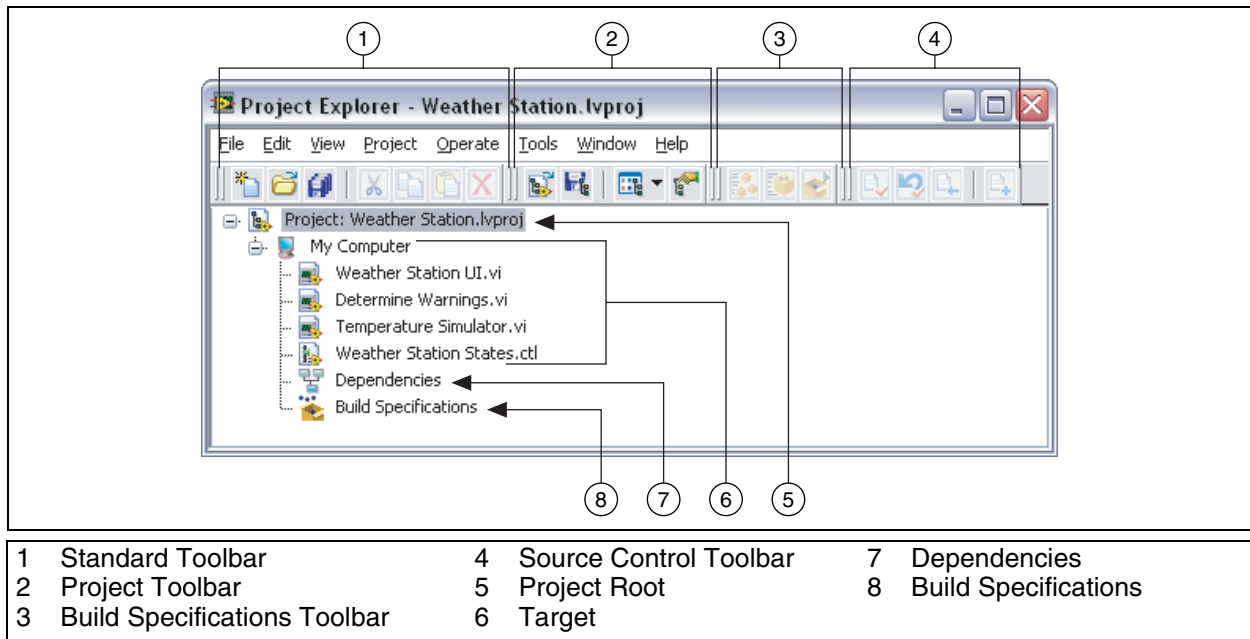 1 2 3 4
Project Explorer - Weather Station.lvproj
File Edit View Project Operate Tools Window Help
Project: Weather Station.lvproj
My Computer
Weather Station UI.vi
Determine Warnings.vi
Temperature Simulator.vi
Weather Station States.ctl
Dependencies
Build Specifications
8 7 6 5
1 Standard Toolbar
2 Project Toolbar
3 Build Specifications Toolbar
4 Source Control Toolbar
5 Project Root
6 Target
7 Dependencies
8 Build Specifications